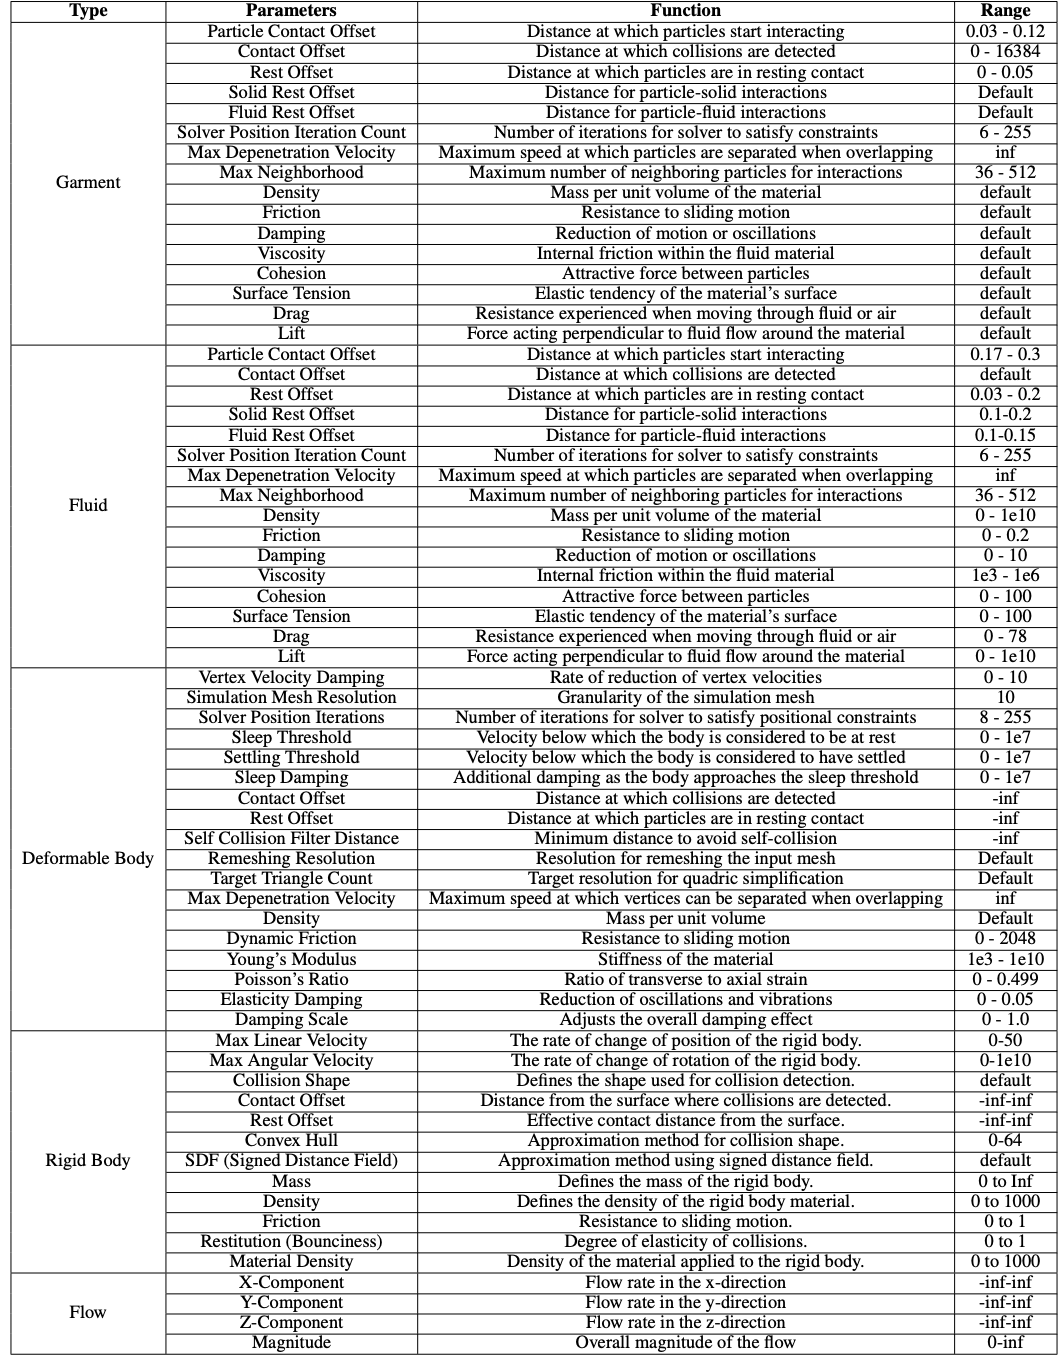 Type Parameters Function Range
Particle Contact Offset Distance at which particles start interacting 0.03 - 0.12
Contact Offset Distance at which collisions are detected 0 - 16384
Rest Offset Distance at which particles are in resting contact 0 - 0.05
Solid Rest Offset Distance for particle-solid interactions Default
Fluid Rest Offset Distance for particle-fluid interactions Default
Solver Position Iteration Count Number of iterations for solver to satisfy constraints 6 - 255
Max Depenetration Velocity Maximum speed at which particles are separated when overlapping inf
Max Neighborhood Maximum number of neighboring particles for interactions 36 - 512
Garment
Density Mass per unit volume of the material default
Friction Resistance to sliding motion default
Damping Reduction of motion or oscillations default
Viscosity Internal friction within the fluid material default
Cohesion Attractive force between particles default
Surface Tension Elastic tendency of the material's surface default
Drag Resistance experienced when moving through fluid or air default
Lift Force acting perpendicular to fluid flow around the material default
Particle Contact Offset Distance at which particles start interacting 0.17 - 0.3
Contact Offset Distance at which collisions are detected default
Rest Offset Distance at which particles are in resting contact 0.03 - 0.2
Solid Rest Offset Distance for particle-solid interactions 0.1-0.2
Fluid Rest Offset Distance for particle-fluid interactions 0.1-0.15
Solver Position Iteration Count Number of iterations for solver to satisfy constraints 6 - 255
Max Depenetration Velocity Maximum speed at which particles are separated when overlapping inf
Max Neighborhood Maximum number of neighboring particles for interactions 36 - 512
Fluid
Density Mass per unit volume of the material 0 - 1e10
Friction Resistance to sliding motion 0 - 0.2
Damping Reduction of motion or oscillations 0 - 10
Viscosity Internal friction within the fluid material 1e3 - 1e6
Cohesion Attractive force between particles 0 - 100
Surface Tension Elastic tendency of the material's surface 0 - 100
Drag Resistance experienced when moving through fluid or air 0 - 78
Lift Force acting perpendicular to fluid flow around the material 0 - 1e10
Vertex Velocity Damping Rate of reduction of vertex velocities 0 - 10
Simulation Mesh Resolution Granularity of the simulation mesh 10
Solver Position Iterations Number of iterations for solver to satisfy positional constraints 8 - 255
Sleep Threshold Velocity below which the body is considered to be at rest 0 - 1e7
Settling Threshold Velocity below which the body is considered to have settled 0 - 1e7
Sleep Damping Additional damping as the body approaches the sleep threshold 0 - 1e7
Contact Offset Distance at which collisions are detected -inf
Rest Offset Distance at which particles are in resting contact -inf
Self Collision Filter Distance Minimum distance to avoid self-collision -inf
Deformable Body Remeshing Resolution Resolution for remeshing the input mesh Default
Target Triangle Count Target resolution for quadric simplification Default
Max Depenetration Velocity Maximum speed at which vertices can be separated when overlapping inf
Density Mass per unit volume Default
Dynamic Friction Resistance to sliding motion 0 - 2048
Young's Modulus Stiffness of the material 1e3 - 1e10
Poisson's Ratio Ratio of transverse to axial strain 0 - 0.499
Elasticity Damping Reduction of oscillations and vibrations 0 - 0.05
Damping Scale Adjusts the overall damping effect 0 - 1.0
Max Linear Velocity The rate of change of position of the rigid body. 0-50
Max Angular Velocity The rate of change of rotation of the rigid body. 0-1e10
Collision Shape Defines the shape used for collision detection. default
Contact Offset Distance from the surface where collisions are detected. -inf-inf
Rest Offset Effective contact distance from the surface. -inf-inf
Convex Hull Approximation method for collision shape. 0-64
Rigid Body SDF (Signed Distance Field) Approximation method using signed distance field. default
Mass Defines the mass of the rigid body. 0 to Inf
Density Defines the density of the rigid body material. 0 to 1000
Friction Resistance to sliding motion. 0 to 1
Restitution (Bounciness) Degree of elasticity of collisions. 0 to 1
Material Density Density of the material applied to the rigid body. 0 to 1000
X-Component Flow rate in the x-direction -inf-inf
Y-Component Flow rate in the y-direction -inf-inf
Flow
Z-Component Flow rate in the z-direction -inf-inf
Magnitude Overall magnitude of the flow 0-inf